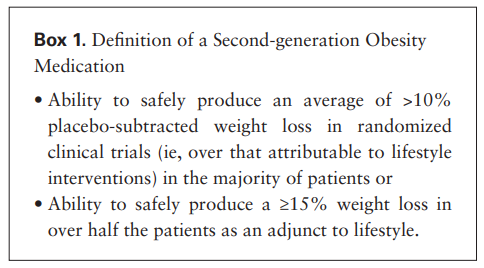 Box 1. Definition of a Second-generation Obesity
Medication
• Ability to safely produce an average of >10%
placebo-subtracted weight loss in randomized
clinical trials (ie, over that attributable to lifestyle
interventions) in the majority of patients or
• Ability to safely produce a ≥15% weight loss in
over half the patients as an adjunct to lifestyle.